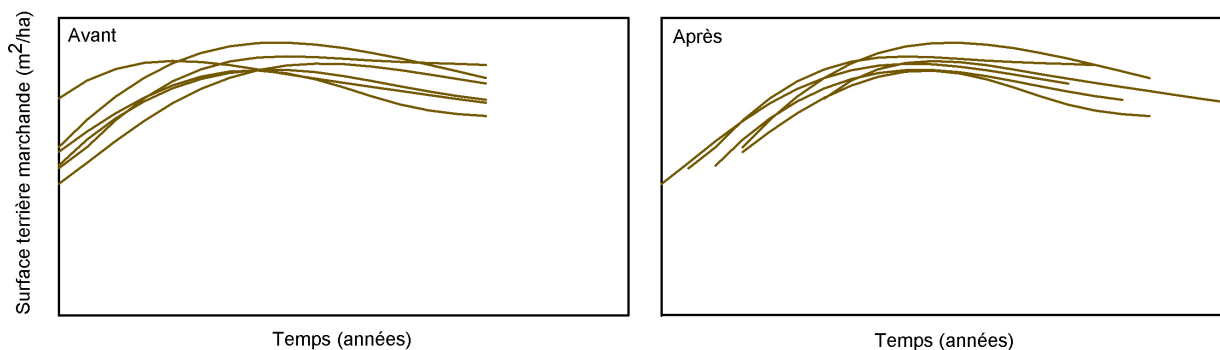 Surface terrière marchande (m²/ha)
Avant
Temps (années)
Après
Temps (années)